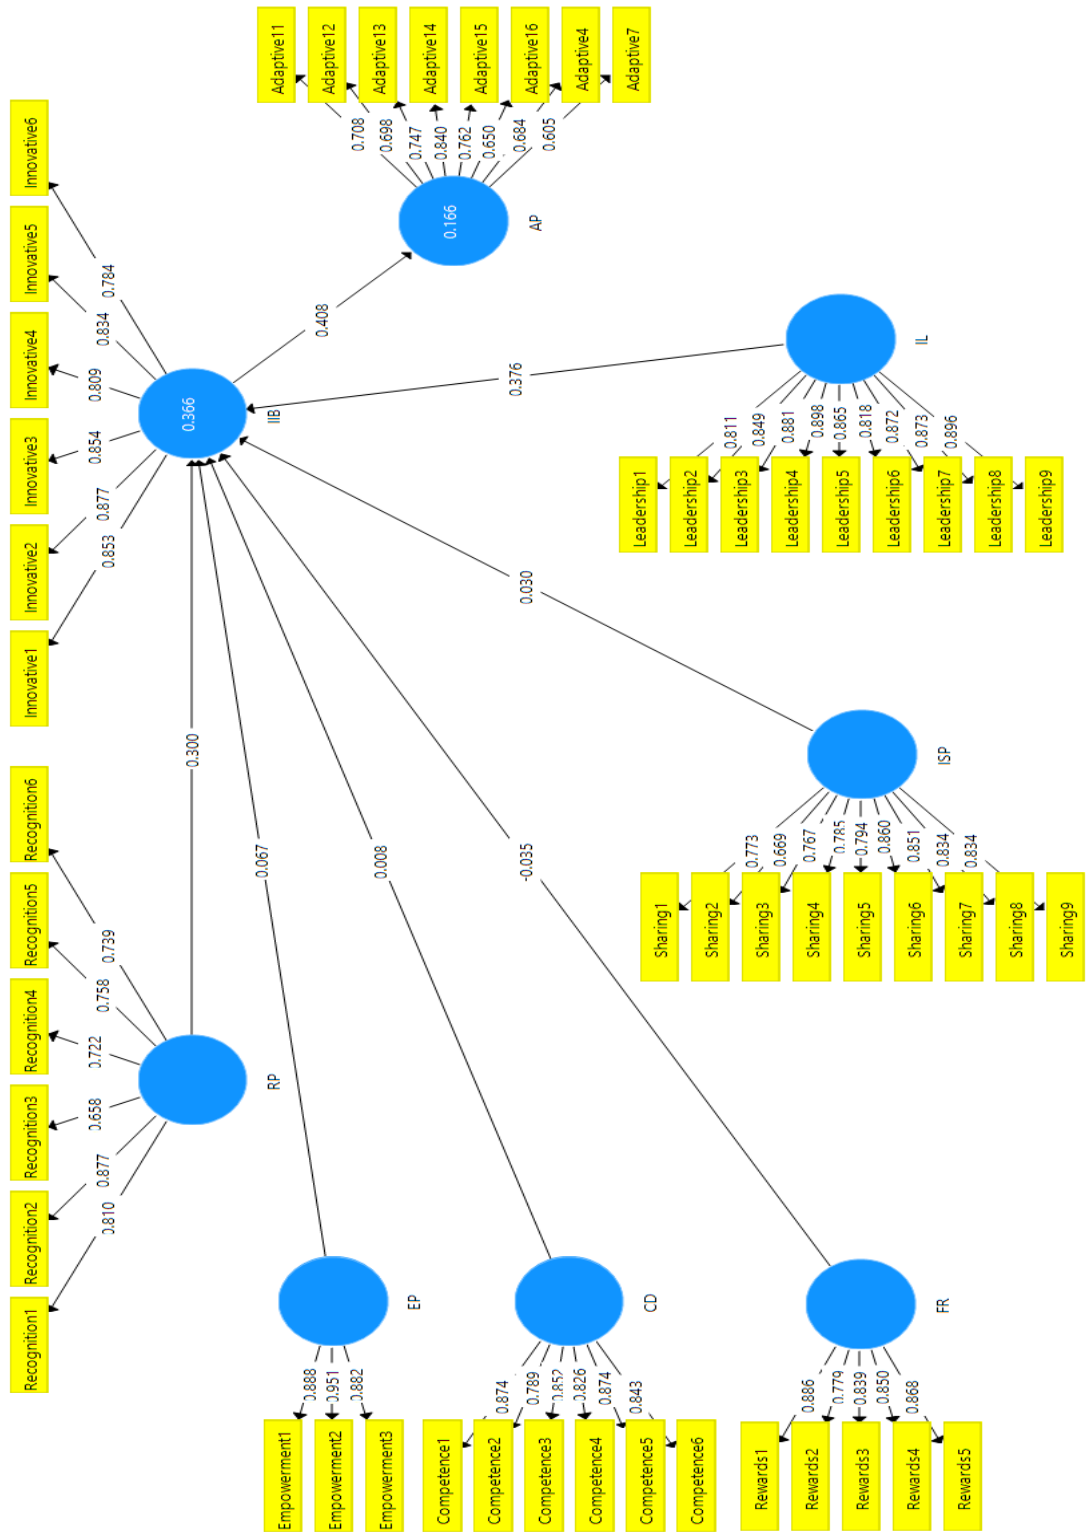 Recognition1
Recognition2
Recognition3
Recognition4
Recognition5
Recognition6
0.810
0.877
0.658
0.722
0.758
0.739
RP
Innovative1
Innovative2
Innovative3
Innovative4
Innovative5
Innovative6
0.853
0.877
0.854
0.809
0.834
0.784
0.366
IIB
0.300
Empowerment1
Empowerment2
Empowerment3
0.888
0.951
0.882
EP
0.067
0.408
Adaptive11
Adaptive12
Adaptive13
Adaptive14
Adaptive15
Adaptive16
Adaptive4
Adaptive7
0.708
0.698
0.747
0.840
0.762
0.650
0.684
0.605
0.166
AP
Competence1
Competence2
Competence3
Competence4
Competence5
Competence6
0.874
0.789
0.852
0.826
0.874
0.843
CD
0.008
0.376
-0.035
0.030
Rewards1
Rewards2
Rewards3
Rewards4
Rewards5
0.886
0.779
0.839
0.850
0.868
FR
Sharing1
Sharing2
Sharing3
Sharing4
Sharing5
Sharing6
Sharing7
Sharing8
Sharing9
0.773
0.669
0.767
0.785
0.794
0.860
0.851
0.834
0.834
ISP
Leadership1
Leadership2
Leadership3
Leadership4
Leadership5
Leadership6
Leadership7
Leadership8
Leadership9
0.811
0.849
0.881
0.898
0.865
0.818
0.872
0.873
0.896
IL